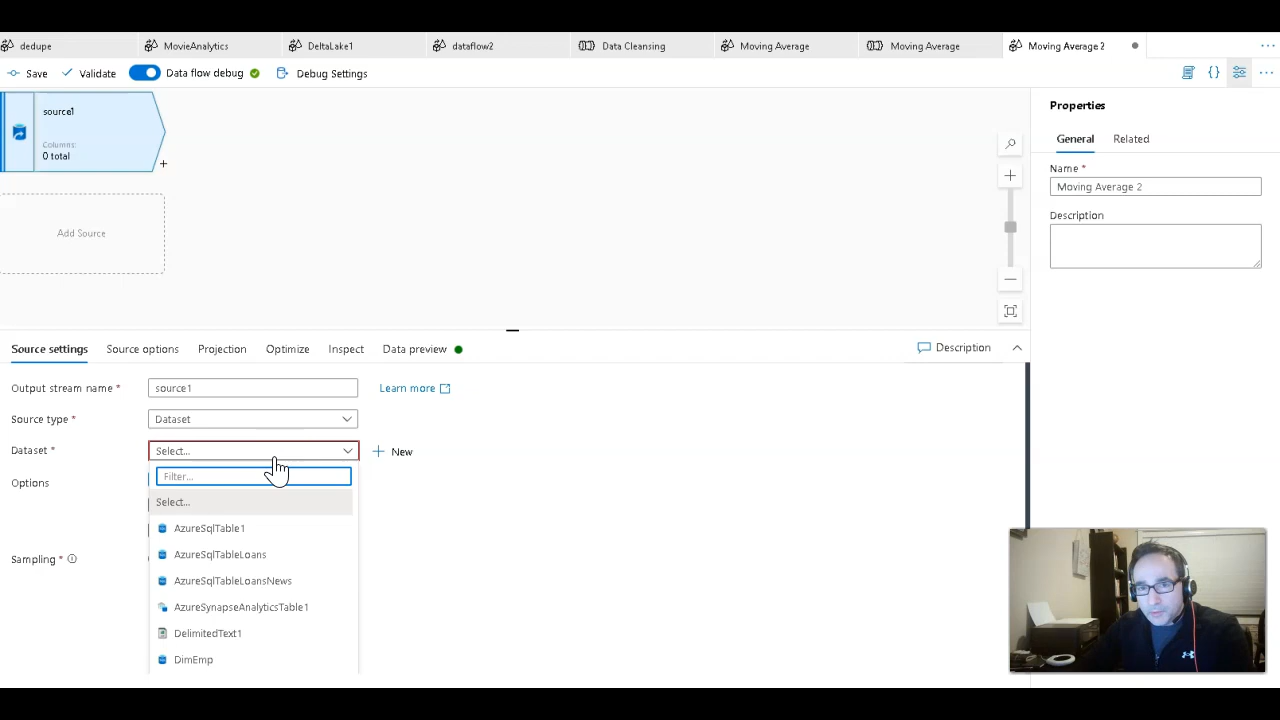 dedupe
MovieAnalytics
DeltaLake1
dataflow2
Data Cleansing
Moving Average
Moving Average
Moving Average 2
Save
Validate
Data flow debug
Debug Settings
source1
Columns:
0 total
+
Add Source
Properties
General
Related
Name *
Moving Average 2
Description
Source settings
Source options
Projection
Optimize
Inspect
Data preview
Description
Output stream name *
source1
Learn more
Source type *
Dataset
Dataset *
Select...
New
Filter...
Options
Select...
AzureSqlTable1
AzureSqlTableLoans
Sampling *
AzureSqlTableLoansNews
AzureSynapseAnalyticsTable1
DelimitedText1
DimEmp